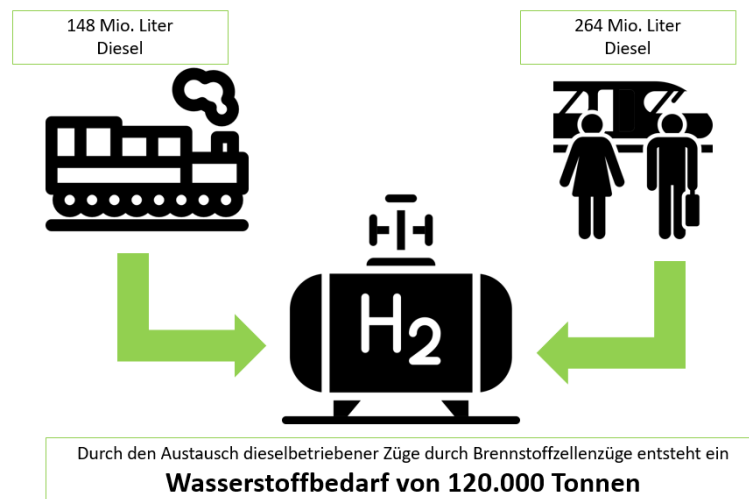 148 Mio. Liter
Diesel
264 Mio. Liter
Diesel
H2
Durch den Austausch dieselbetriebener Züge durch Brennstoffzellenzüge entsteht ein
Wasserstoffbedarf von 120.000 Tonnen